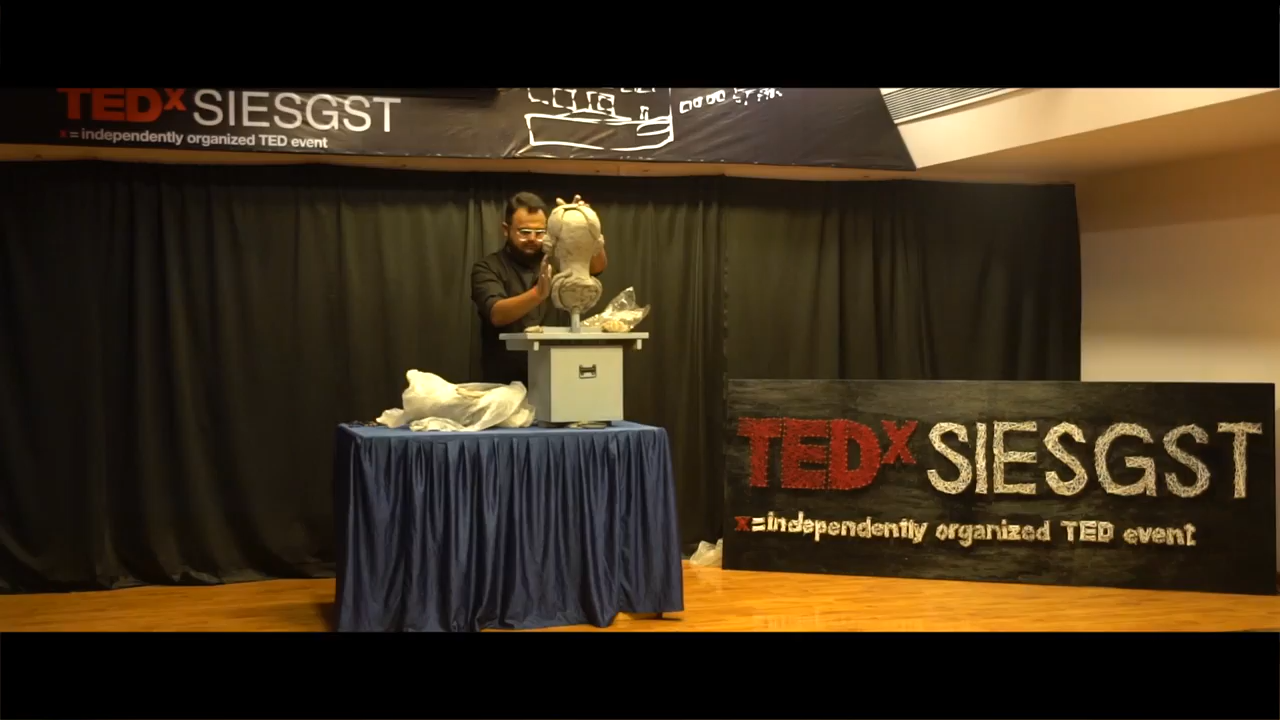 TEDx SIESGST
x = independently organized TED event
TEDx SIESGST
x=independently organized TED event